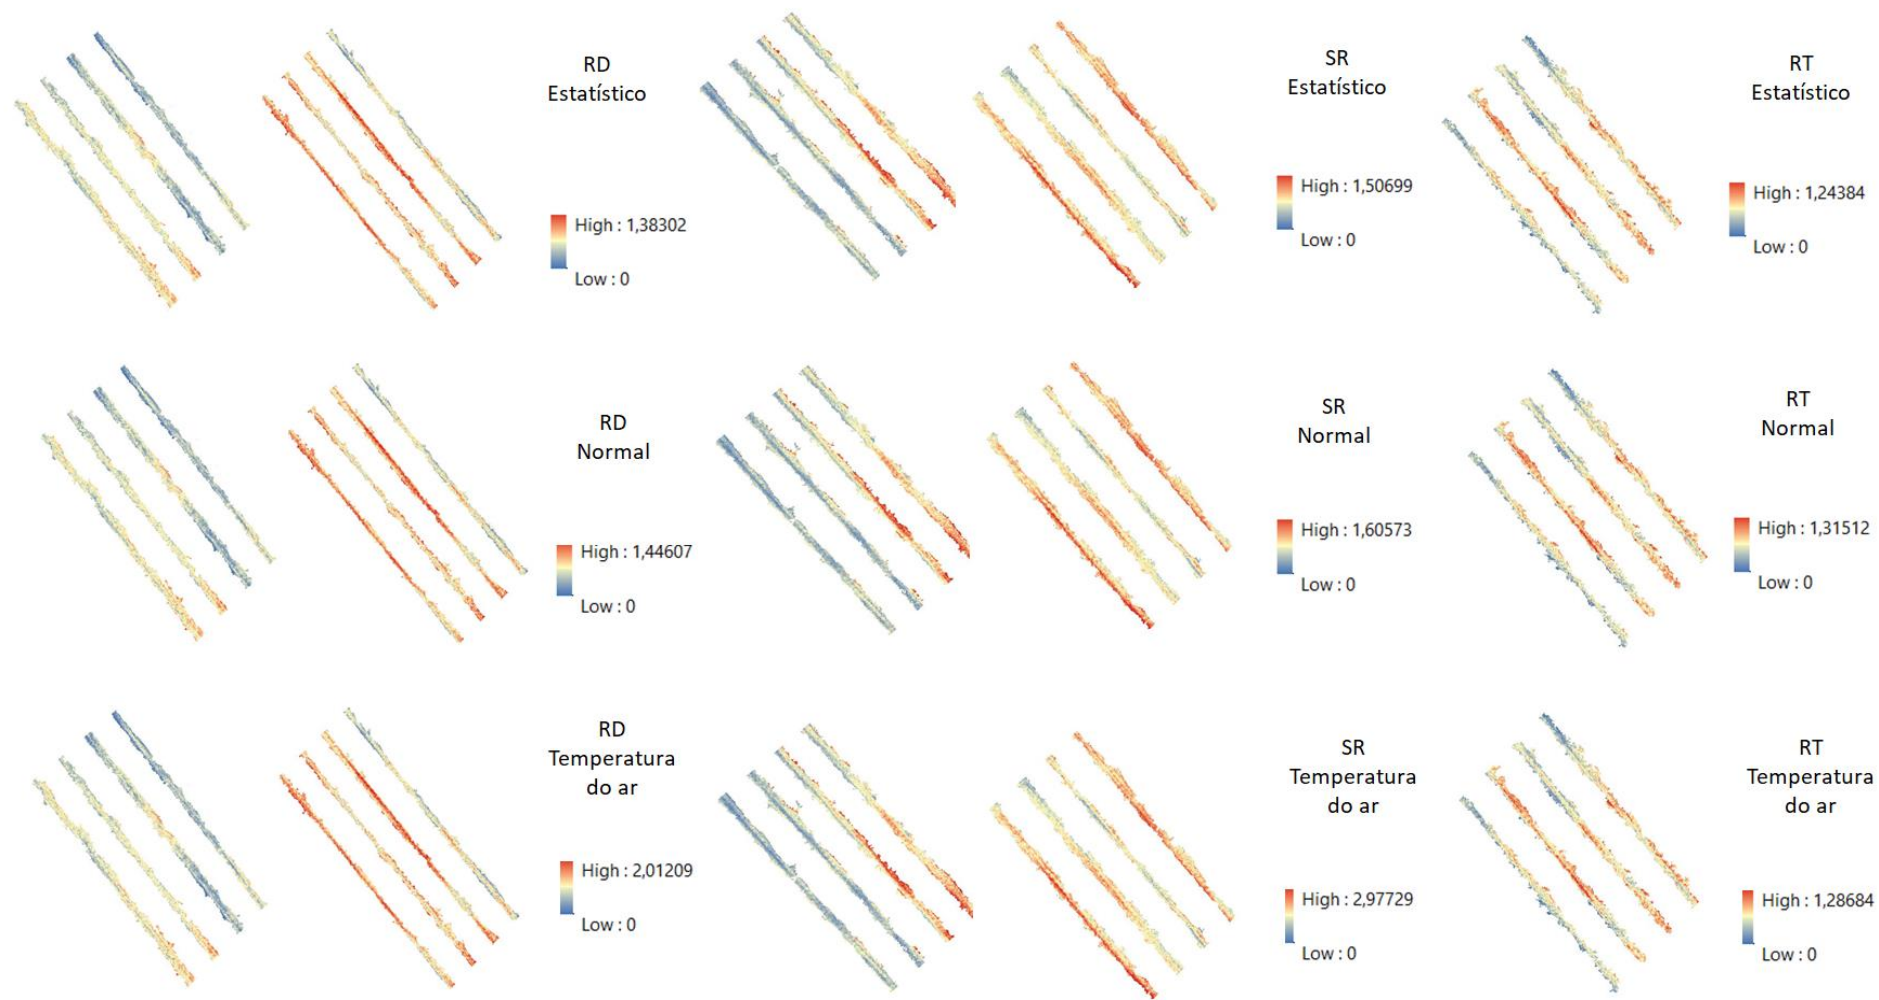 RD
Estatístico
High : 1,38302
Low : 0
SR
Estatístico
High : 1,50699
Low : 0
RT
Estatístico
High : 1,24384
Low : 0
RD
Normal
High : 1,44607
Low : 0
SR
Normal
High : 1,60573
Low : 0
RT
Normal
High : 1,31512
Low : 0
RD
Temperatura
do ar
High : 2,01209
Low : 0
SR
Temperatura
do ar
High : 2,97729
Low : 0
RT
Temperatura
do ar
High : 1,28684
Low : 0